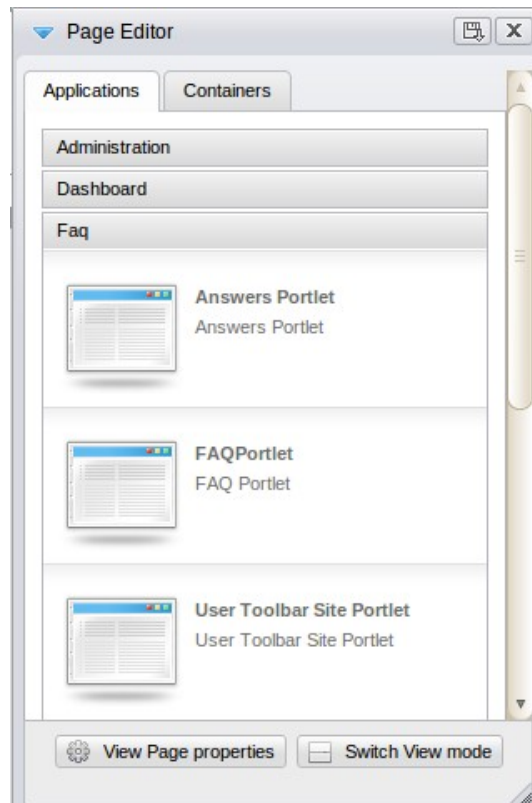 Page Editor
Applications
Containers
Administration
Dashboard
Faq
Answers Portlet
Answers Portlet
FAQPortlet
FAQ Portlet
User Toolbar Site Portlet
User Toolbar Site Portlet
View Page properties
Switch View mode